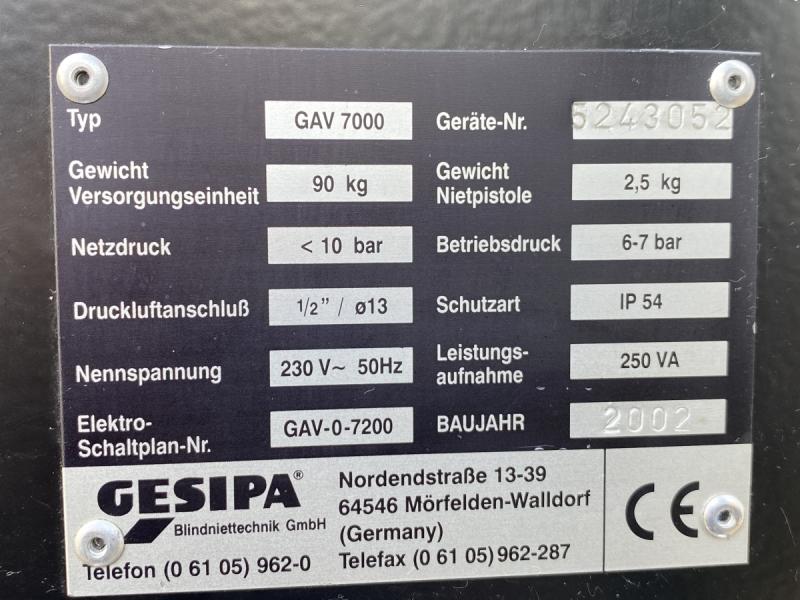 Typ GAV 7000 Geräte-Nr. 5243052
Gewicht Versorgungseinheit 90 kg Gewicht Nietpistole 2,5 kg
Netzdruck < 10 bar Betriebsdruck 6-7 bar
Druckluftanschluß 1/2" / ø13 Schutzart IP 54
Nennspannung 230 V~ 50Hz Leistungs-aufnahme 250 VA
Elektro-Schaltplan-Nr. GAV-0-7200 BAUJAHR 2002
GESIPA®
Blindniettechnik GmbH
Nordendstraße 13-39
64546 Mörfelden-Walldorf
(Germany)
Telefon (0 61 05) 962-0 Telefax (0 61 05) 962-287
CE